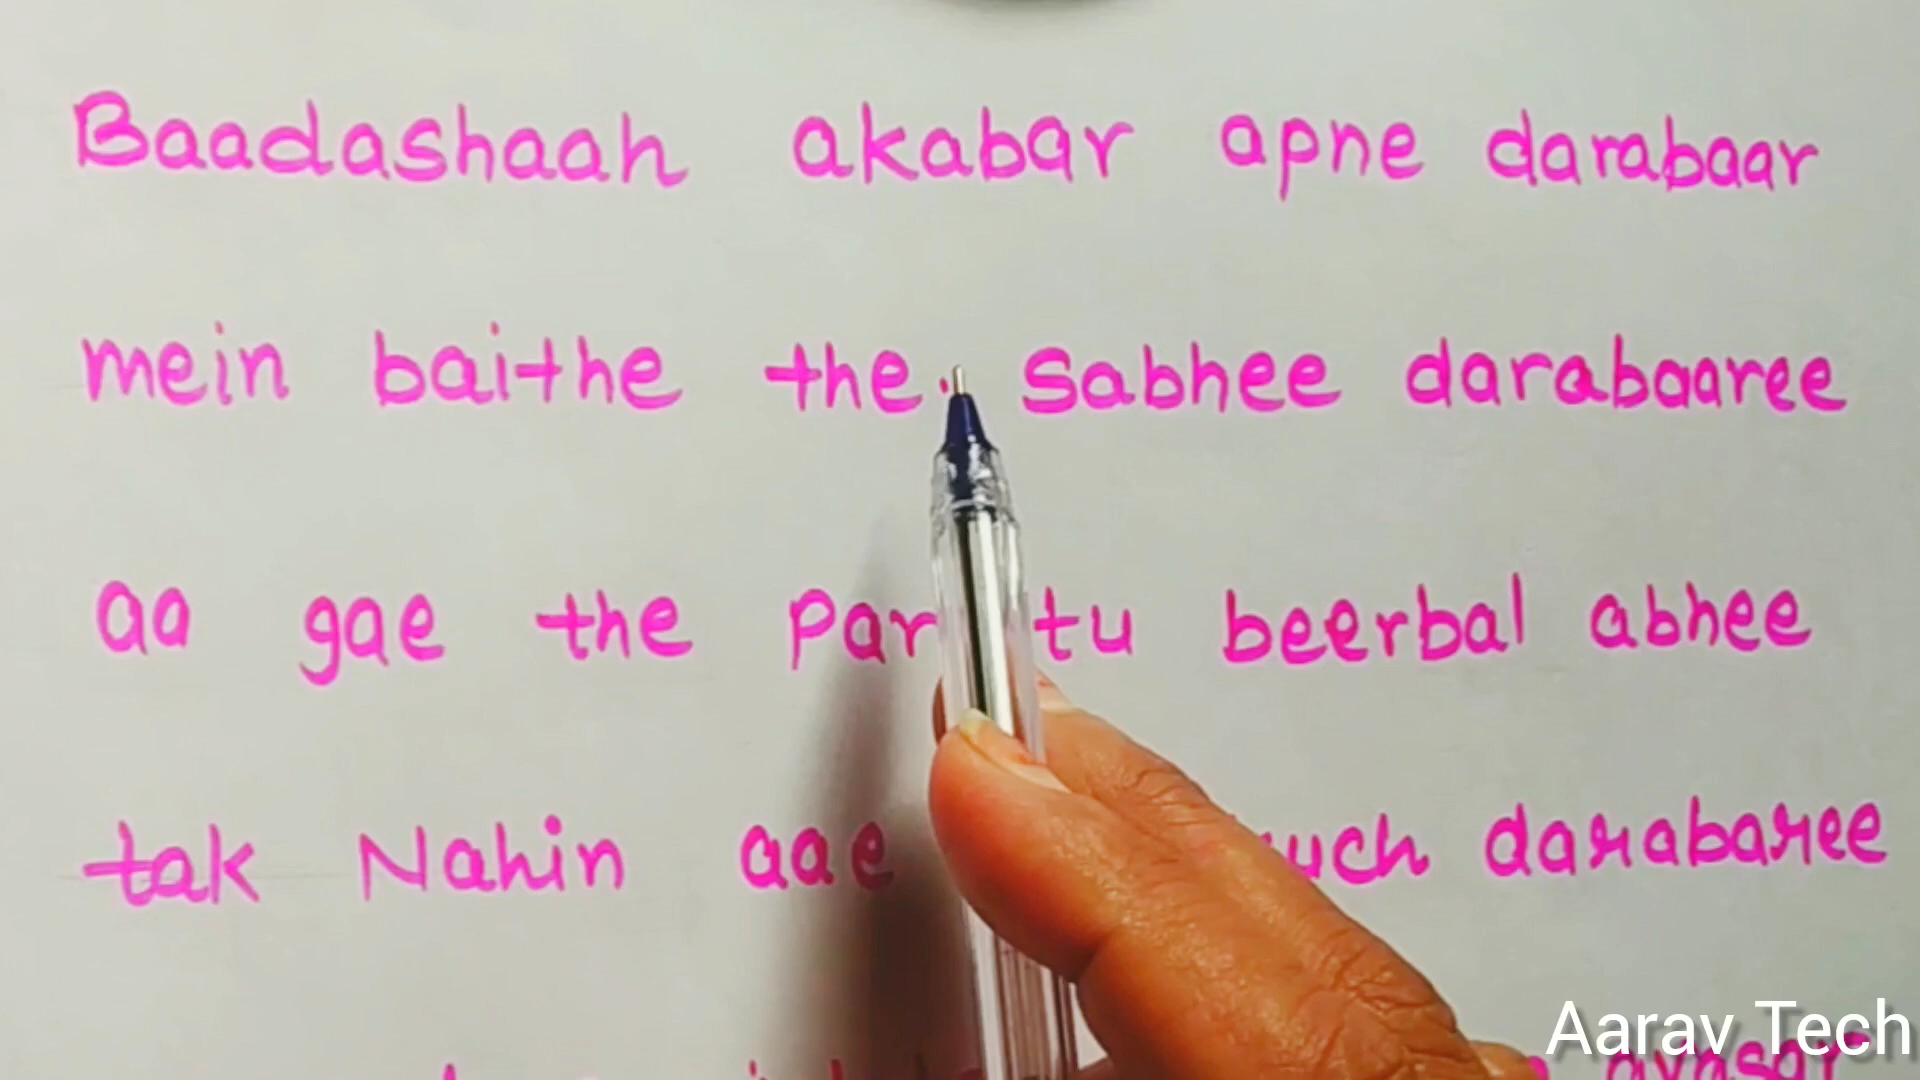 Baadashaah akabar apne darabaar
mein baithe the. Sabhee darabaaree
aa gae the Par tu beerbal abhee
tak Nahin aae uch darabaree
Aarav Tech
avasar